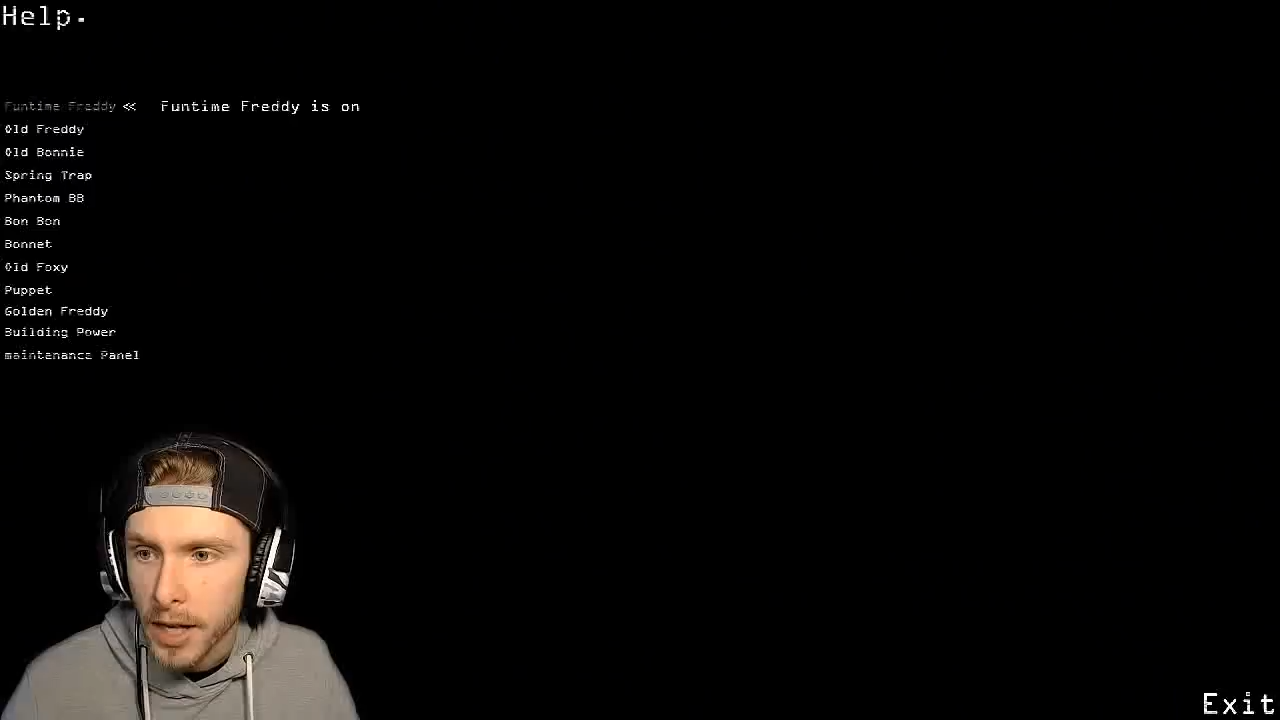 Help.
Funtime Freddy << Funtime Freddy is on
Old Freddy
Old Bonnie
Spring Trap
Phantom BB
Bon Bon
Bonnet
Old Foxy
Puppet
Golden Freddy
Building Power
maintenance Panel
Exit